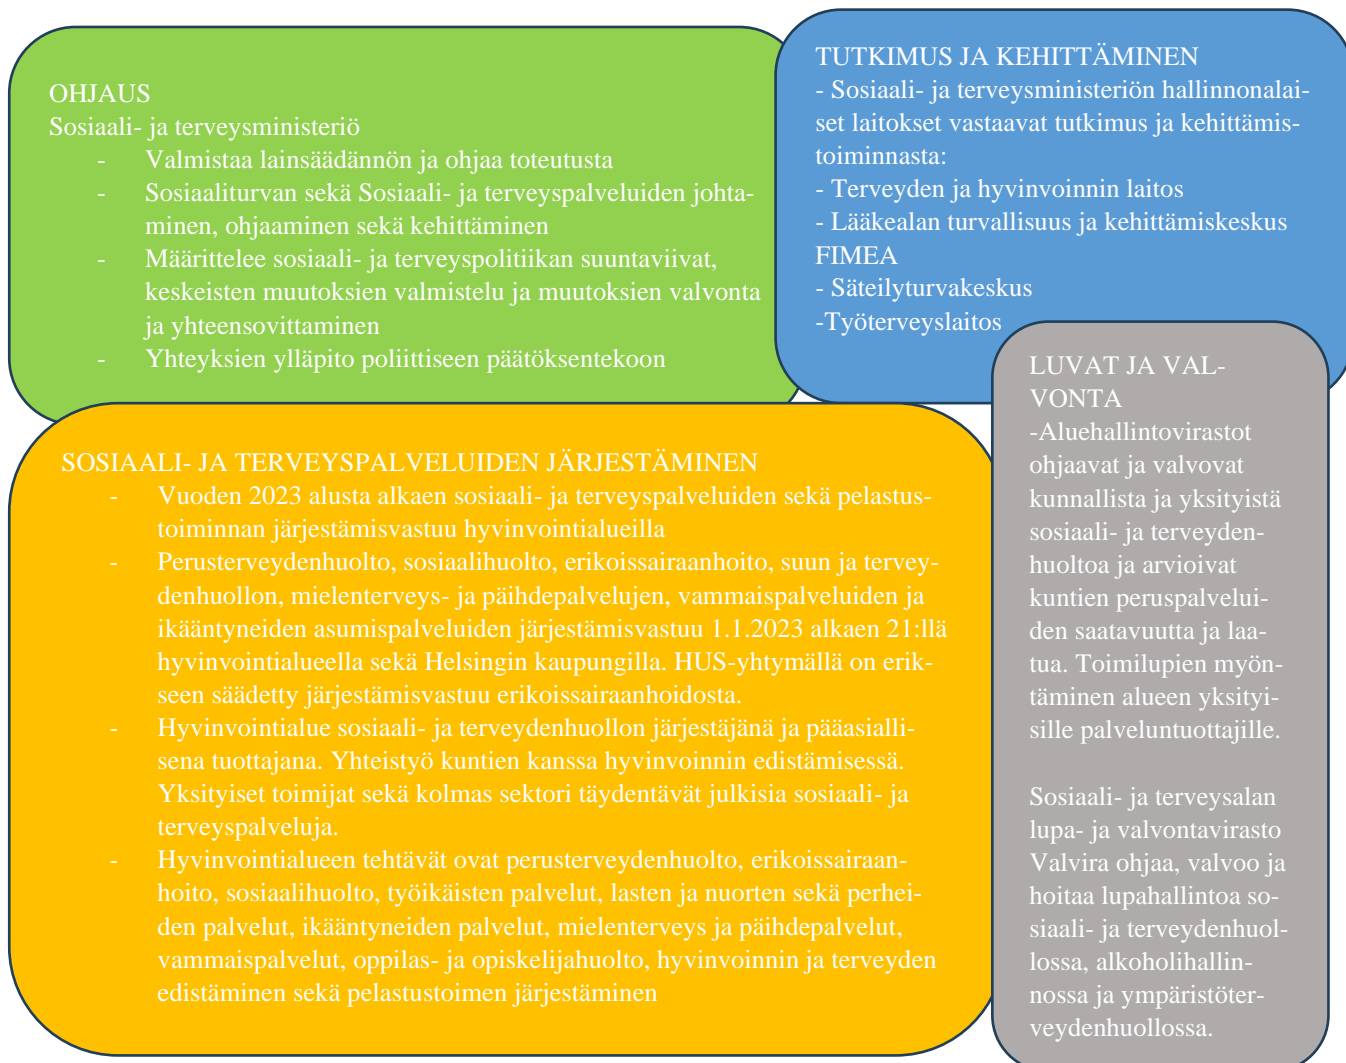 OHJAUS
Sosiaali- ja terveysministeriö
- Valmistaa lainsäädännön ja ohjaa toteutusta
- Sosiaaliturvan sekä Sosiaali- ja terveyspalveluiden johta-
minen, ohjaaminen sekä kehittäminen
- Määrittelee sosiaali- ja terveyspolitiikan suuntaviivat,
keskeisten muutoksien valmistelu ja muutoksien valvonta
ja yhteensovittaminen
- Yhteyksien ylläpito poliittiseen päätöksentekoon
TUTKIMUS JA KEHITTÄMINEN
- Sosiaali- ja terveysministeriön hallinnonalai-
set laitokset vastaavat tutkimus ja kehittämis-
toiminnasta:
- Terveyden ja hyvinvoinnin laitos
- Lääkealan turvallisuus ja kehittämiskeskus
FIMEA
- Säteilyturvakeskus
-Työterveyslaitos
SOSIAALI- JA TERVEYSPALVELUIDEN JÄRJESTÄMINEN
- Vuoden 2023 alusta alkaen sosiaali- ja terveyspalveluiden sekä pelastus-
toiminnan järjestämisvastuu hyvinvointialueilla
- Perusterveydenhuolto, sosiaalihuolto, erikoissairaanhoito, suun ja tervey-
denhuollon, mielenterveys- ja päihdepalvelujen, vammaispalveluiden ja
ikääntyneiden asumispalveluiden järjestämisvastuu 1.1.2023 alkaen 21:llä
hyvinvointialueella sekä Helsingin kaupungilla. HUS-yhtymällä on erik-
seen säädetty järjestämisvastuu erikoissairaanhoidosta.
- Hyvinvointialue sosiaali- ja terveydenhuollon järjestäjänä ja pääasialli-
sena tuottajana. Yhteistyö kuntien kanssa hyvinvoinnin edistämisessä.
Yksityiset toimijat sekä kolmas sektori täydentävät julkisia sosiaali- ja
terveyspalveluja.
- Hyvinvointialueen tehtävät ovat perusterveydenhuolto, erikoissairaan-
hoito, sosiaalihuolto, työikäisten palvelut, lasten ja nuorten sekä perhei-
den palvelut, ikääntyneiden palvelut, mielenterveys ja päihdepalvelut,
vammaispalvelut, oppilas- ja opiskelijahuolto, hyvinvoinnin ja terveyden
edistäminen sekä pelastustoimen järjestäminen
LUVAT JA VAL-
VONTA
-Aluehallintovirastot
ohjaavat ja valvovat
kunnallista ja yksityistä
sosiaali- ja terveyden-
huoltoa ja arvioivat
kuntien peruspalvelui-
den saatavuutta ja laa-
tua. Toimilupien myön-
täminen alueen yksityi-
sille palveluntuottajille.
Sosiaali- ja terveysalan
lupa- ja valvontavirasto
Valvira ohjaa, valvoo ja
hoitaa lupahallintoa so-
siaali- ja terveydenhuol-
lossa, alkoholihallin-
nossa ja ympäristöter-
veydenhuollossa.